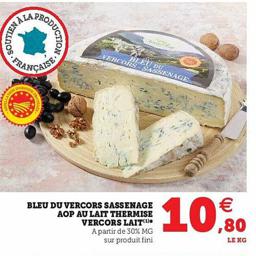 SOUTIEN À LA PRODUCTION
FRANÇAISE
BLEU DU
VERCORS SASSENAGE
BLEU DU VERCORS SASSENAGE
AOP AU LAIT THERMISE
VERCORS LAIT
A partir de 30% MG
sur produit fini
10€,80
LE KG